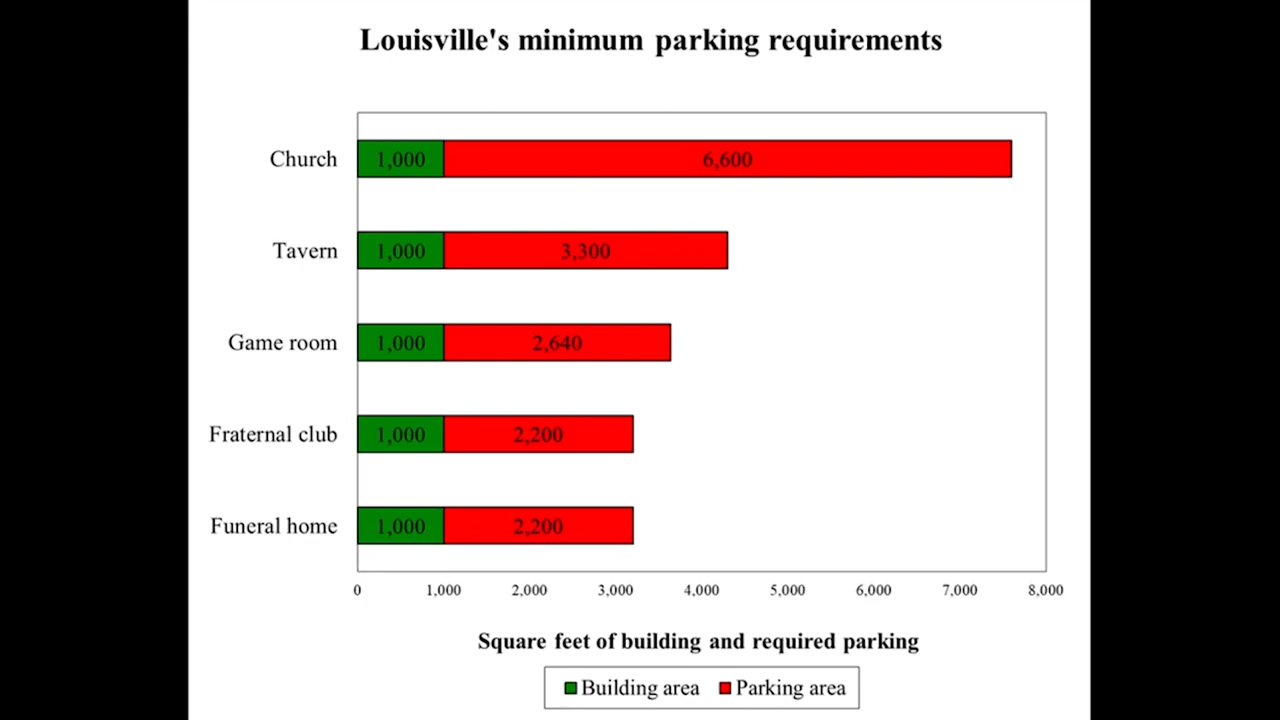 Louisville's minimum parking requirements
Church 1,000 6,600
Tavern 1,000 3,300
Game room 1,000 2,640
Fraternal club 1,000 2,200
Funeral home 1,000 2,200
0 1,000 2,000 3,000 4,000 5,000 6,000 7,000 8,000
Square feet of building and required parking
Building area Parking area